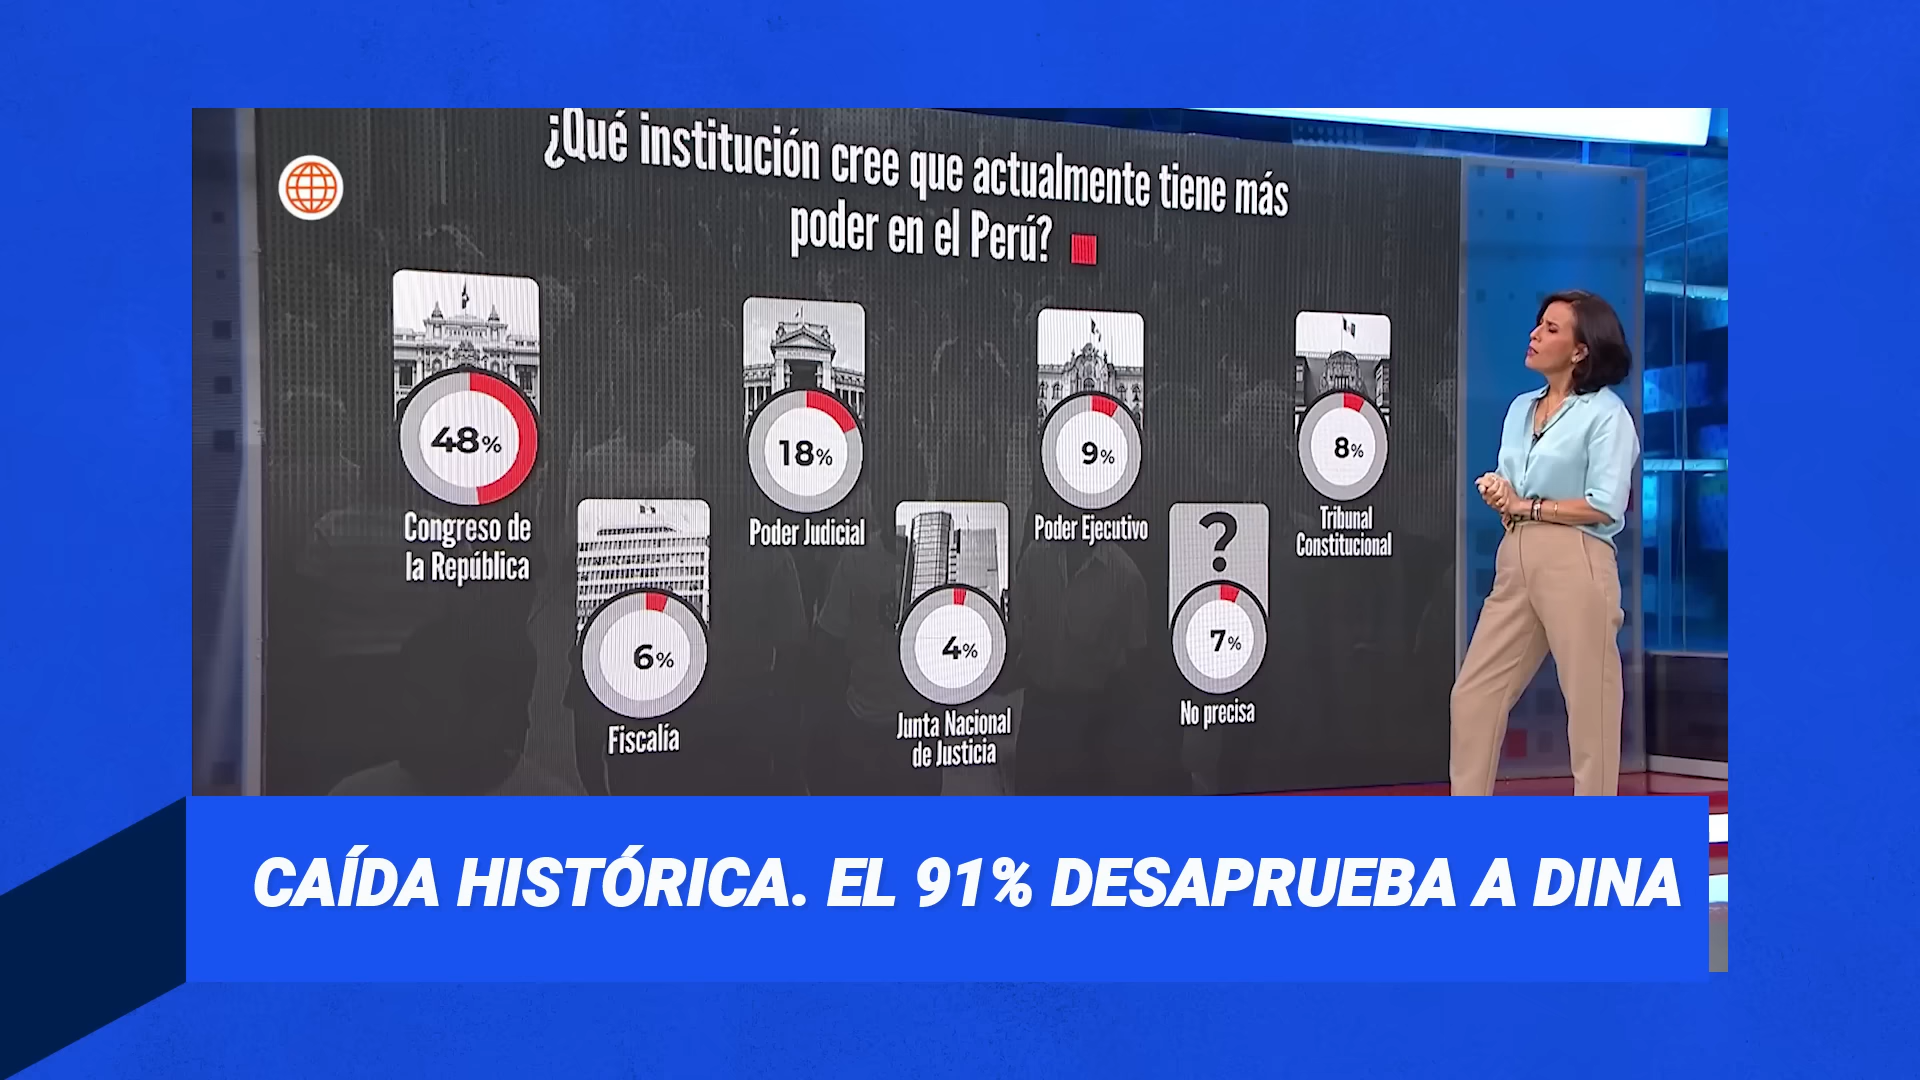 ¿Qué institución cree que actualmente tiene más
poder en el Perú?
48%
Congreso de
la República
18%
Poder Judicial
9%
Poder Ejecutivo
8%
Tribunal
Constitucional
6%
Fiscalía
4%
Junta Nacional
de Justicia
?
7%
No precisa
CAÍDA HISTÓRICA. EL 91% DESAPRUEBA A DINA